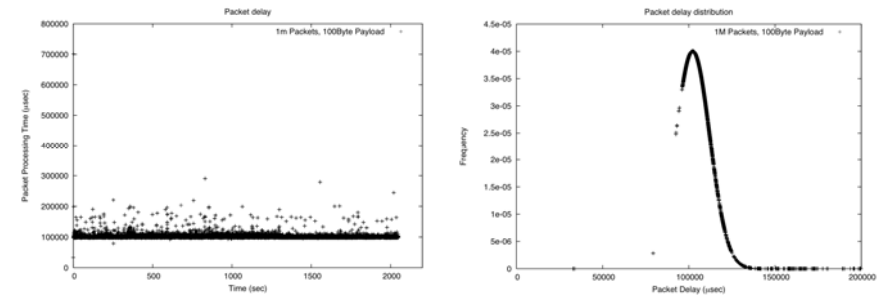 Packet delay
1m Packets, 100Byte Payload
Packet Processing Time (µsec)
800000
700000
600000
500000
400000
300000
200000
100000
0
0
500
1000
1500
2000
Time (sec)
Packet delay distribution
1M Packets, 100Byte Payload
Frequency
4.5e-05
4e-05
3.5e-05
3e-05
2.5e-05
2e-05
1.5e-05
1e-05
5e-06
0
0
50000
100000
150000
200000
Packet Delay (µsec)